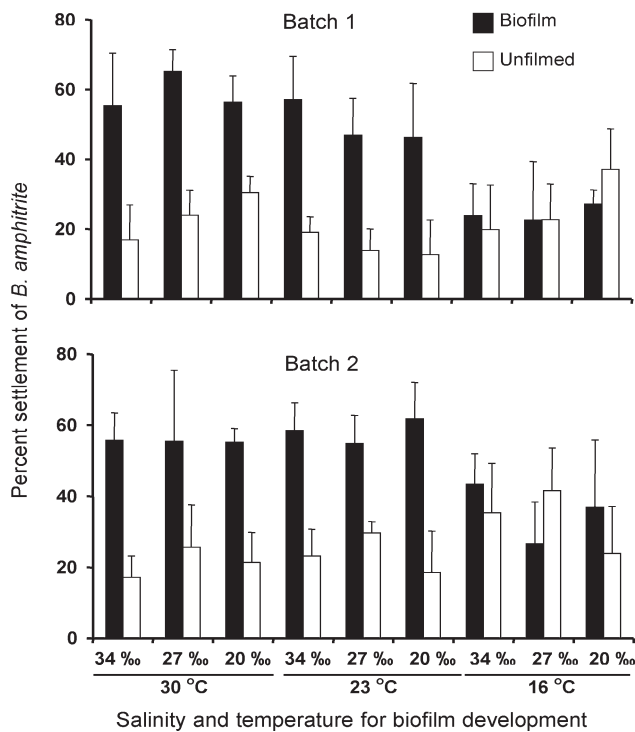 Batch 1
Biofilm
Unfilmed
80
60
40
20
0
Percent settlement of B. amphitrite
Batch 2
80
60
40
20
0
34 ‰ 27 ‰ 20 ‰ 34 ‰ 27 ‰ 20 ‰ 34 ‰ 27 ‰ 20 ‰
30 °C 23 °C 16 °C
Salinity and temperature for biofilm development